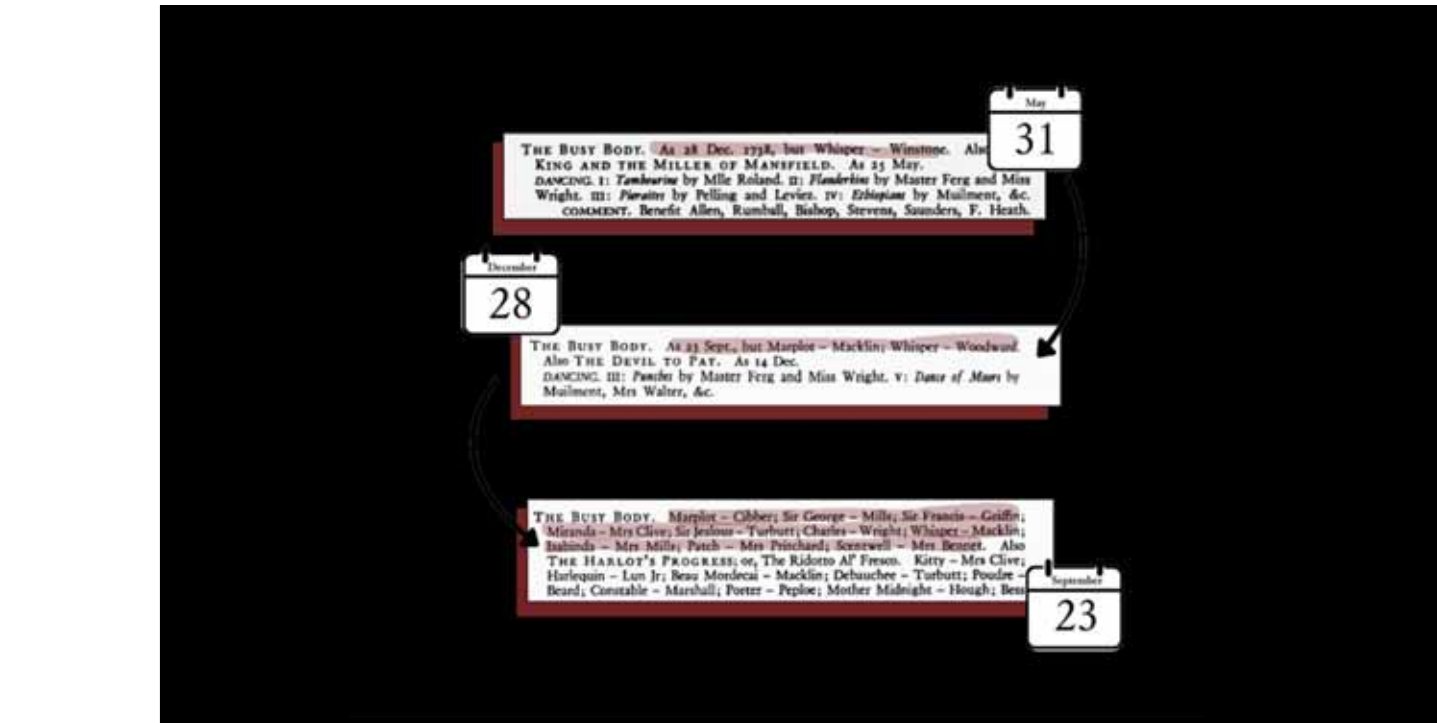 May
31
THE BUSY BODY. As 28 Dec. 1738, but Whisper – Winstone. Also
KING AND THE MILLER OF MANSFIELD. As 25 May.
DANCING. I: Tambourine by Mlle Roland. II: Flanderkins by Master Ferg and Miss
Wright. III: Pieraites by Pelling and Leviez. IV: Ethiopians by Muilment, &c.
COMMENT. Benefit Allen, Rumball, Bishop, Stevens, Saunders, F. Heath.
December
28
THE BUSY BODY. As 23 Sept., but Marplot – Macklin; Whisper – Woodward.
Also THE DEVIL TO PAY. As 14 Dec.
DANCING. III: Punches by Master Ferg and Miss Wright. V: Dance of Moors by
Muilment, Mrs Walter, &c.
THE BUSY BODY. Marplot – Cibber; Sir George – Mills; Sir Francis – Griffin;
Miranda – Mrs Clive; Sir Jealous – Turbutt; Charles – Wright; Whisper – Macklin;
Isabinda – Mrs Mills; Patch – Mrs Pritchard; Scentwell – Mrs Bennet. Also
THE HARLOT'S PROGRESS; or, The Ridotto Al' Fresco. Kitty – Mrs Clive;
Harlequin – Lun Jr; Beau Mordecai – Macklin; Debauchee – Turbutt; Poudre –
Beard; Constable – Marshall; Porter – Peploe; Mother Midnight – Hough; Bess
September
23